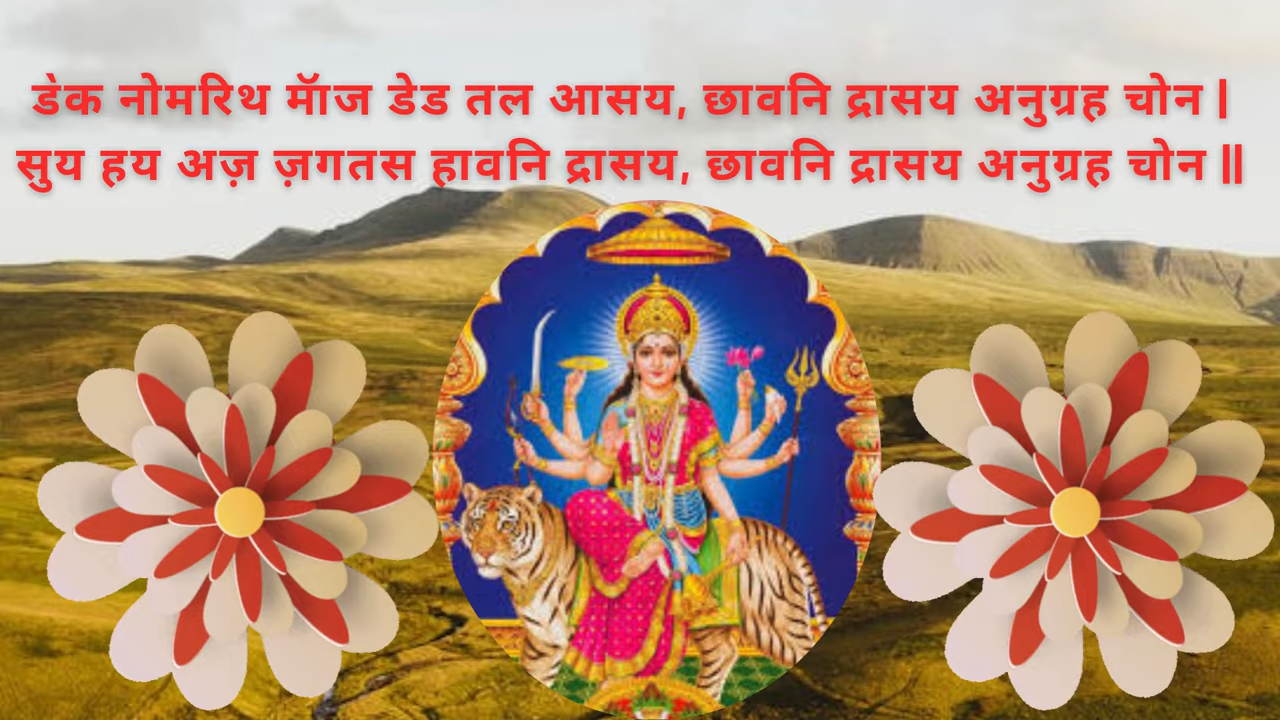 डेक नोमरिथ मॅाज डेड तल आसय, छावनि द्रासय अनुग्रह चोन |
सुय हय अज़ ज़गतस हावनि द्रासय, छावनि द्रासय अनुग्रह चोन ||